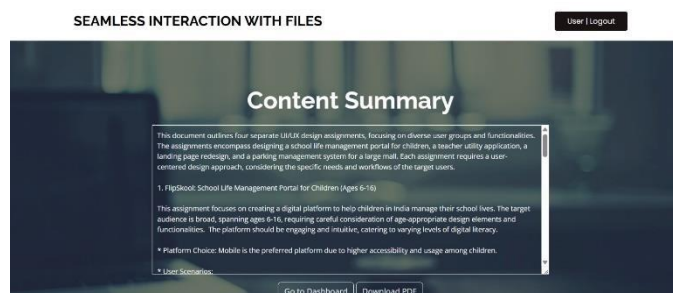 SEAMLESS INTERACTION WITH FILES
User | Logout
Content Summary
This document outlines four separate UI/UX design assignments, focusing on diverse user groups and functionalities.
The assignments encompass designing a school life management portal for children, a teacher utility application, a
landing page redesign, and a parking management system for a large mall. Each assignment requires a user-
centered design approach, considering the specific needs and workflows of the target users.
1. FlipSkool: School Life Management Portal for Children (Ages 6-16)
This assignment focuses on creating a digital platform to help children in India manage their school lives. The target
audience is broad, spanning ages 6-16, requiring careful consideration of age-appropriate design elements and
functionalities. The platform should be engaging and intuitive, catering to varying levels of digital literacy.
* Platform Choice: Mobile is the preferred platform due to higher accessibility and usage among children.
* User Scenarios:
Go to Dashboard
Download PDF